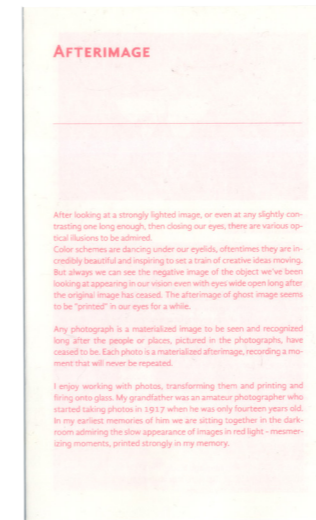 AFTERIMAGE
After looking at a strongly lighted image, or even at any slightly con-
trasting one long enough, then closing our eyes, there are various op-
tical illusions to be admired.
Color schemes are dancing under our eyelids, oftentimes they are in-
credibly beautiful and inspiring to set a train of creative ideas moving.
But always we can see the negative image of the object we've been
looking at appearing in our vision even with eyes wide open long after
the original image has ceased. The afterimage of ghost image seems
to be "printed" in our eyes for a while.
Any photograph is a materialized image to be seen and recognized
long after the people or places, pictured in the photographs, have
ceased to be. Each photo is a materialized afterimage, recording a mo-
ment that will never be repeated.
I enjoy working with photos, transforming them and printing and
firing onto glass. My grandfather was an amateur photographer who
started taking photos in 1917 when he was only fourteen years old.
In my earliest memories of him we are sitting together in the dark-
room admiring the slow appearance of images in red light - mesmer-
izing moments, printed strongly in my memory.